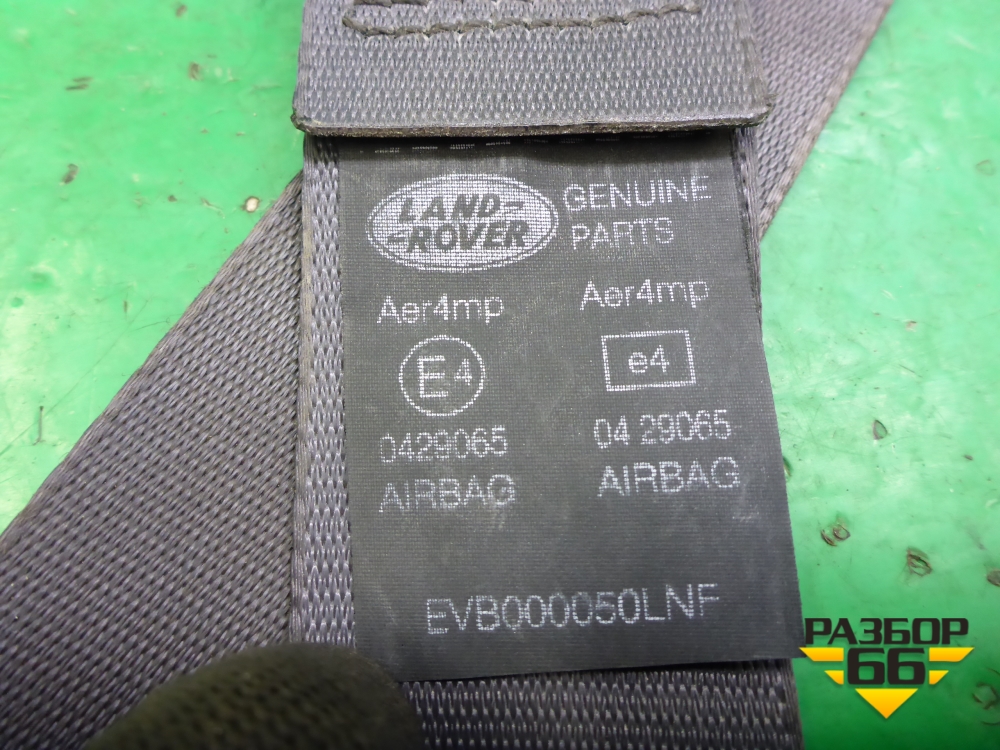 LAND-
-ROVER
GENUINE
PARTS
Aer4mp
Aer4mp
E4
e4
0429065
04 29065
AIRBAG
AIRBAG
EVB000050LNF
РАЗБОР
66